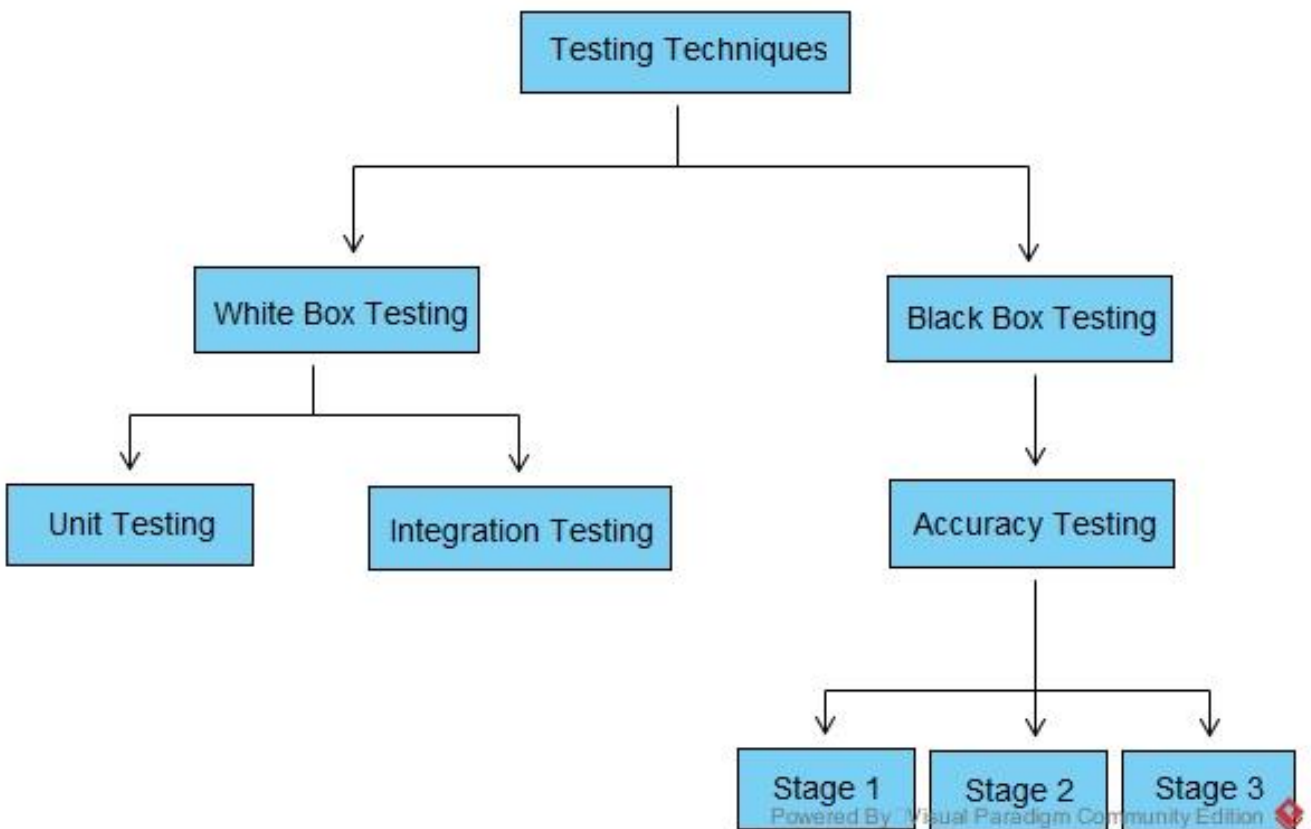 Testing Techniques
White Box Testing
Black Box Testing
Unit Testing
Integration Testing
Accuracy Testing
Stage 1
Stage 2
Stage 3
Powered By Visual Paradigm Community Edition